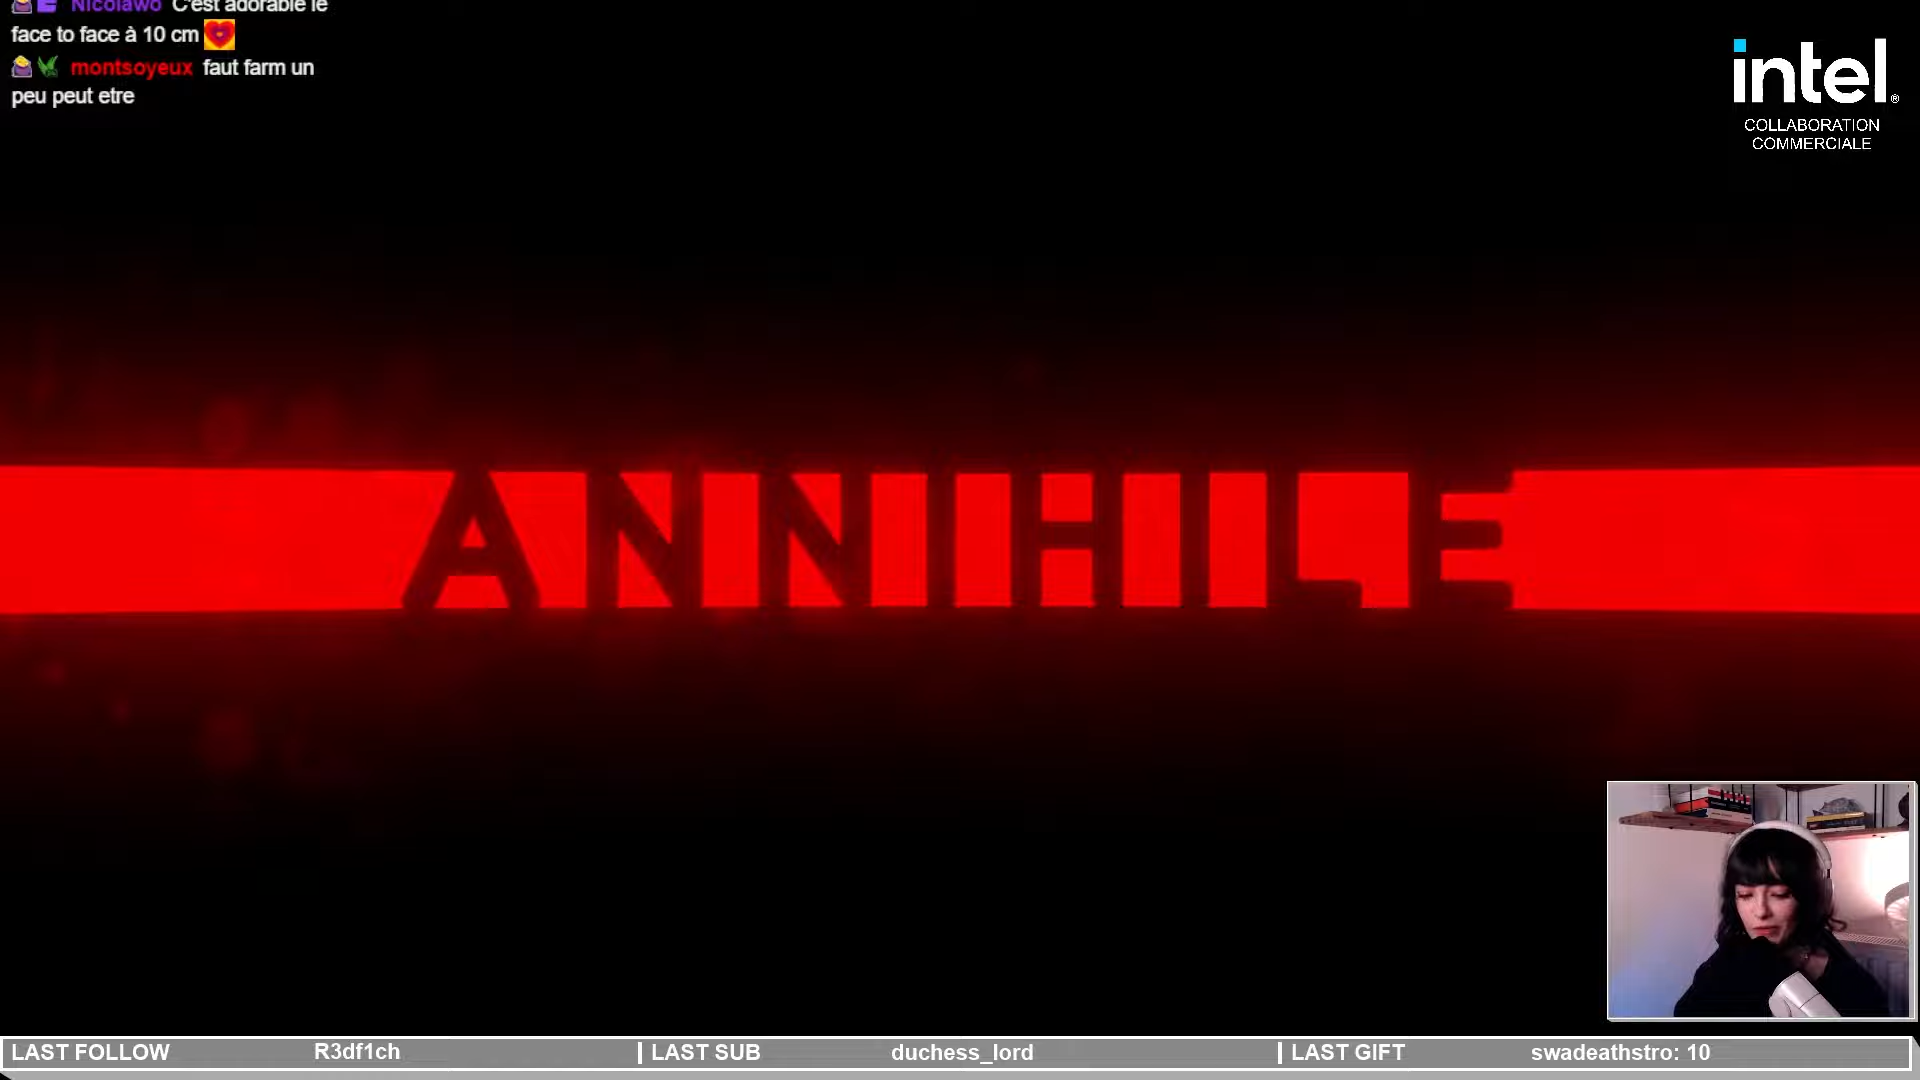 Nicolawo C'est adorable le
face to face à 10 cm
montsoyeux faut farm un
peu peut etre
intel®
COLLABORATION
COMMERCIALE
ANNIHILE
LAST FOLLOW R3df1ch | LAST SUB duchess_lord | LAST GIFT swadeathstro: 10